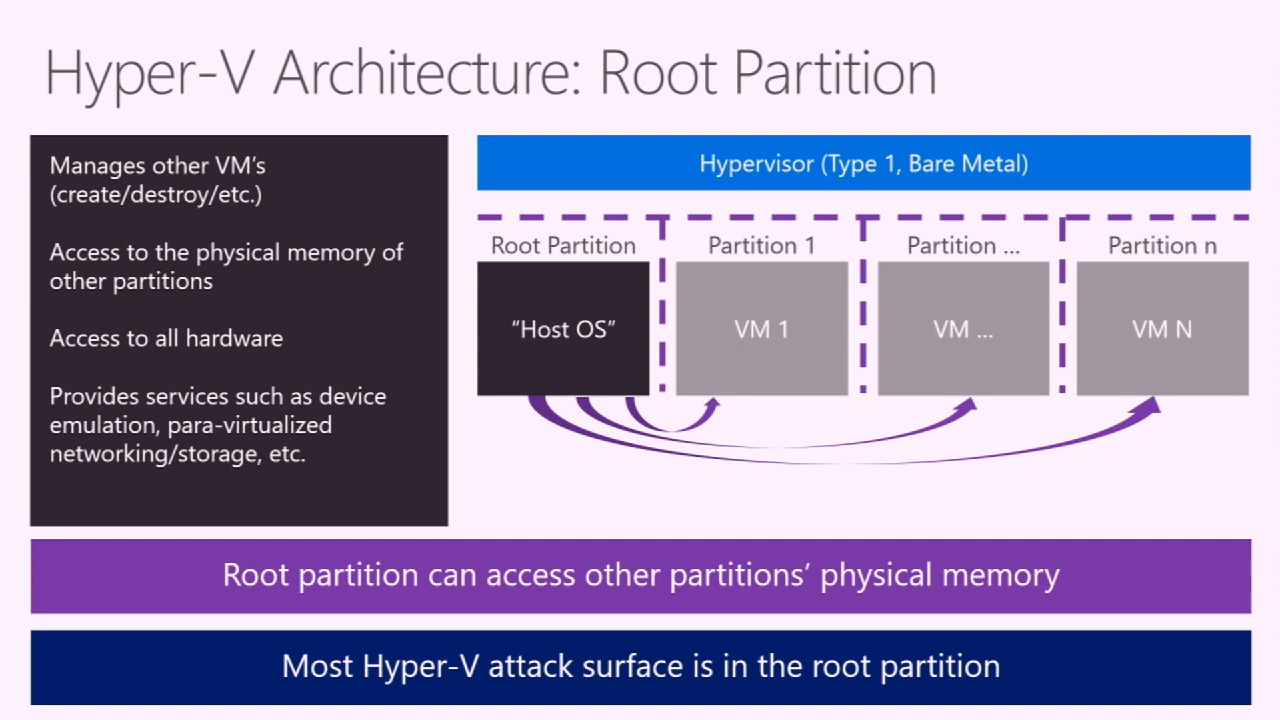 Hyper-V Architecture: Root Partition
Manages other VM's
(create/destroy/etc.)
Access to the physical memory of
other partitions
Access to all hardware
Provides services such as device
emulation, para-virtualized
networking/storage, etc.
Hypervisor (Type 1, Bare Metal)
Root Partition
Partition 1
Partition ...
Partition n
“Host OS”
VM 1
VM ...
VM N
Root partition can access other partitions’ physical memory
Most Hyper-V attack surface is in the root partition